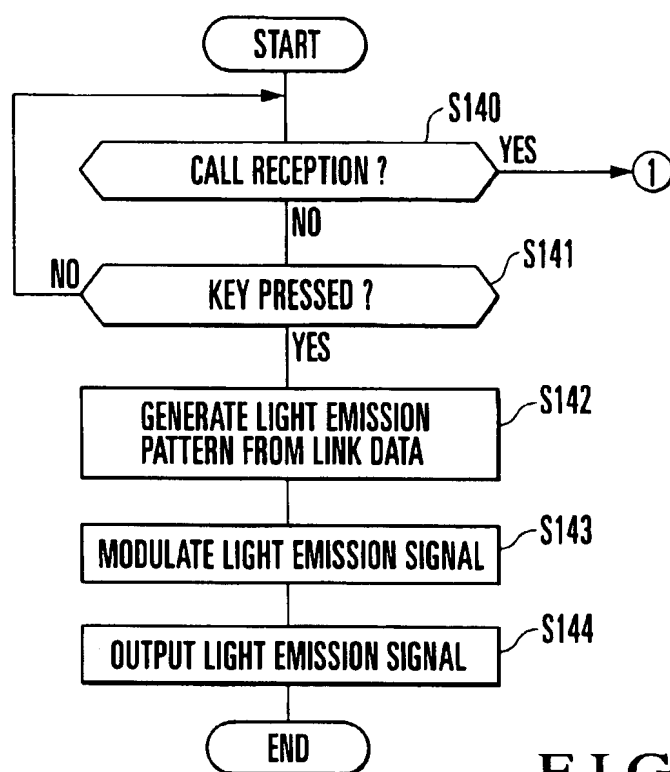 START
S140
CALL RECEPTION ?
YES
1
NO
S141
NO
KEY PRESSED ?
YES
S142
GENERATE LIGHT EMISSION
PATTERN FROM LINK DATA
S143
MODULATE LIGHT EMISSION SIGNAL
S144
OUTPUT LIGHT EMISSION SIGNAL
END